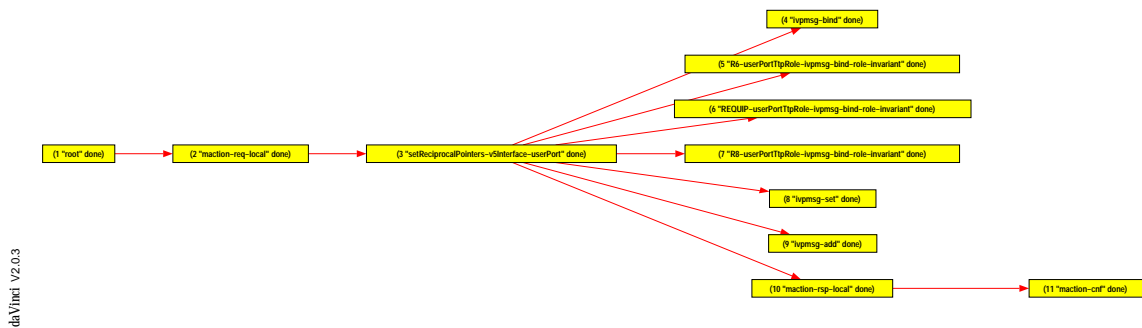 (4 "ivpmsg-bind" done)
(5 "R6-userPortTtpRole-ivpmsg-bind-role-invariant" done)
(6 "REQUIP-userPortTtpRole-ivpmsg-bind-role-invariant" done)
(1 "root" done)
(2 "maction-req-local" done)
(3 "setReciprocalPointers-v5Interface-userPort" done)
(7 "R8-userPortTtpRole-ivpmsg-bind-role-invariant" done)
(8 "ivpmsg-set" done)
(9 "ivpmsg-add" done)
(10 "maction-rsp-local" done)
(11 "maction-cnf" done)
daVinci V2.0.3